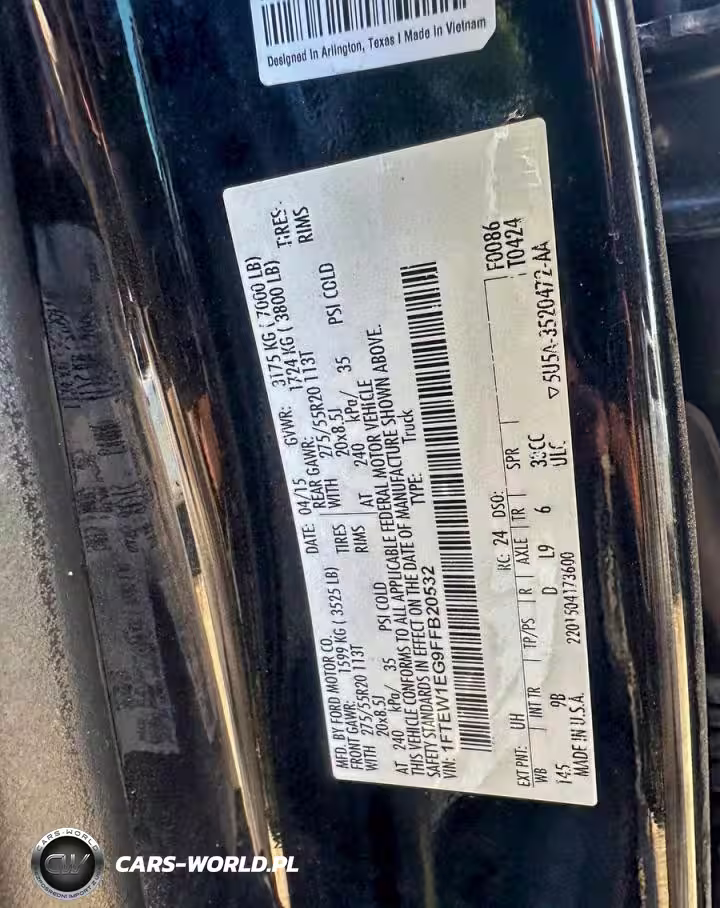 Designed In Arlington, Texas I Made In Vietnam
MFD. BY FORD MOTOR CO.
DATE: 04/15 GVWR: 3175 KG ( 7000 LB)
FRONT GAWR: 1599 KG ( 3525 LB)
REAR GAWR: 1724 KG ( 3800 LB)
WITH 275/55R20 113T TIRES
WITH 275/55R20 113T TIRES
20x8.5J RIMS
20x8.5J RIMS
AT 240 kPa/ 35 PSI COLD
AT 240 kPa/ 35 PSI COLD
THIS VEHICLE CONFORMS TO ALL APPLICABLE FEDERAL MOTOR VEHICLE
SAFETY STANDARDS IN EFFECT ON THE DATE OF MANUFACTURE SHOWN ABOVE.
VIN: 1FTEW1EG9FFB20532
TYPE: Truck
F0086
T0424
EXT PNT: UH RC: 24 DSO:
WB INT TR TP/PS R AXLE TR SPR
145 9B D L9 6 33CC
ULC
MADE IN U.S.A. 2201504173600
▽5U5A-3520472-AA
CARS-WORLD
CW
CARS-WORLD.PL